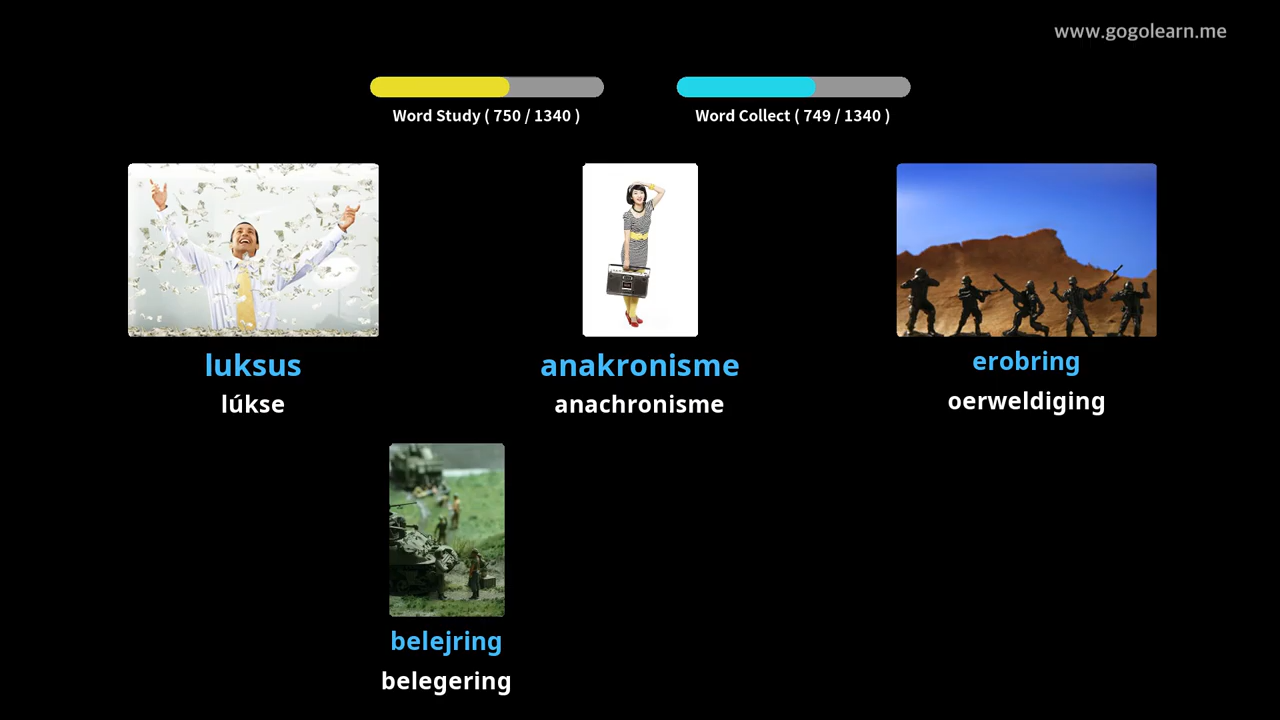 www.gogolearn.me
Word Study ( 750 / 1340 )
Word Collect ( 749 / 1340 )
luksus
anakronisme
erobring
lúkse
anachronisme
oerweldiging
belejring
belegering